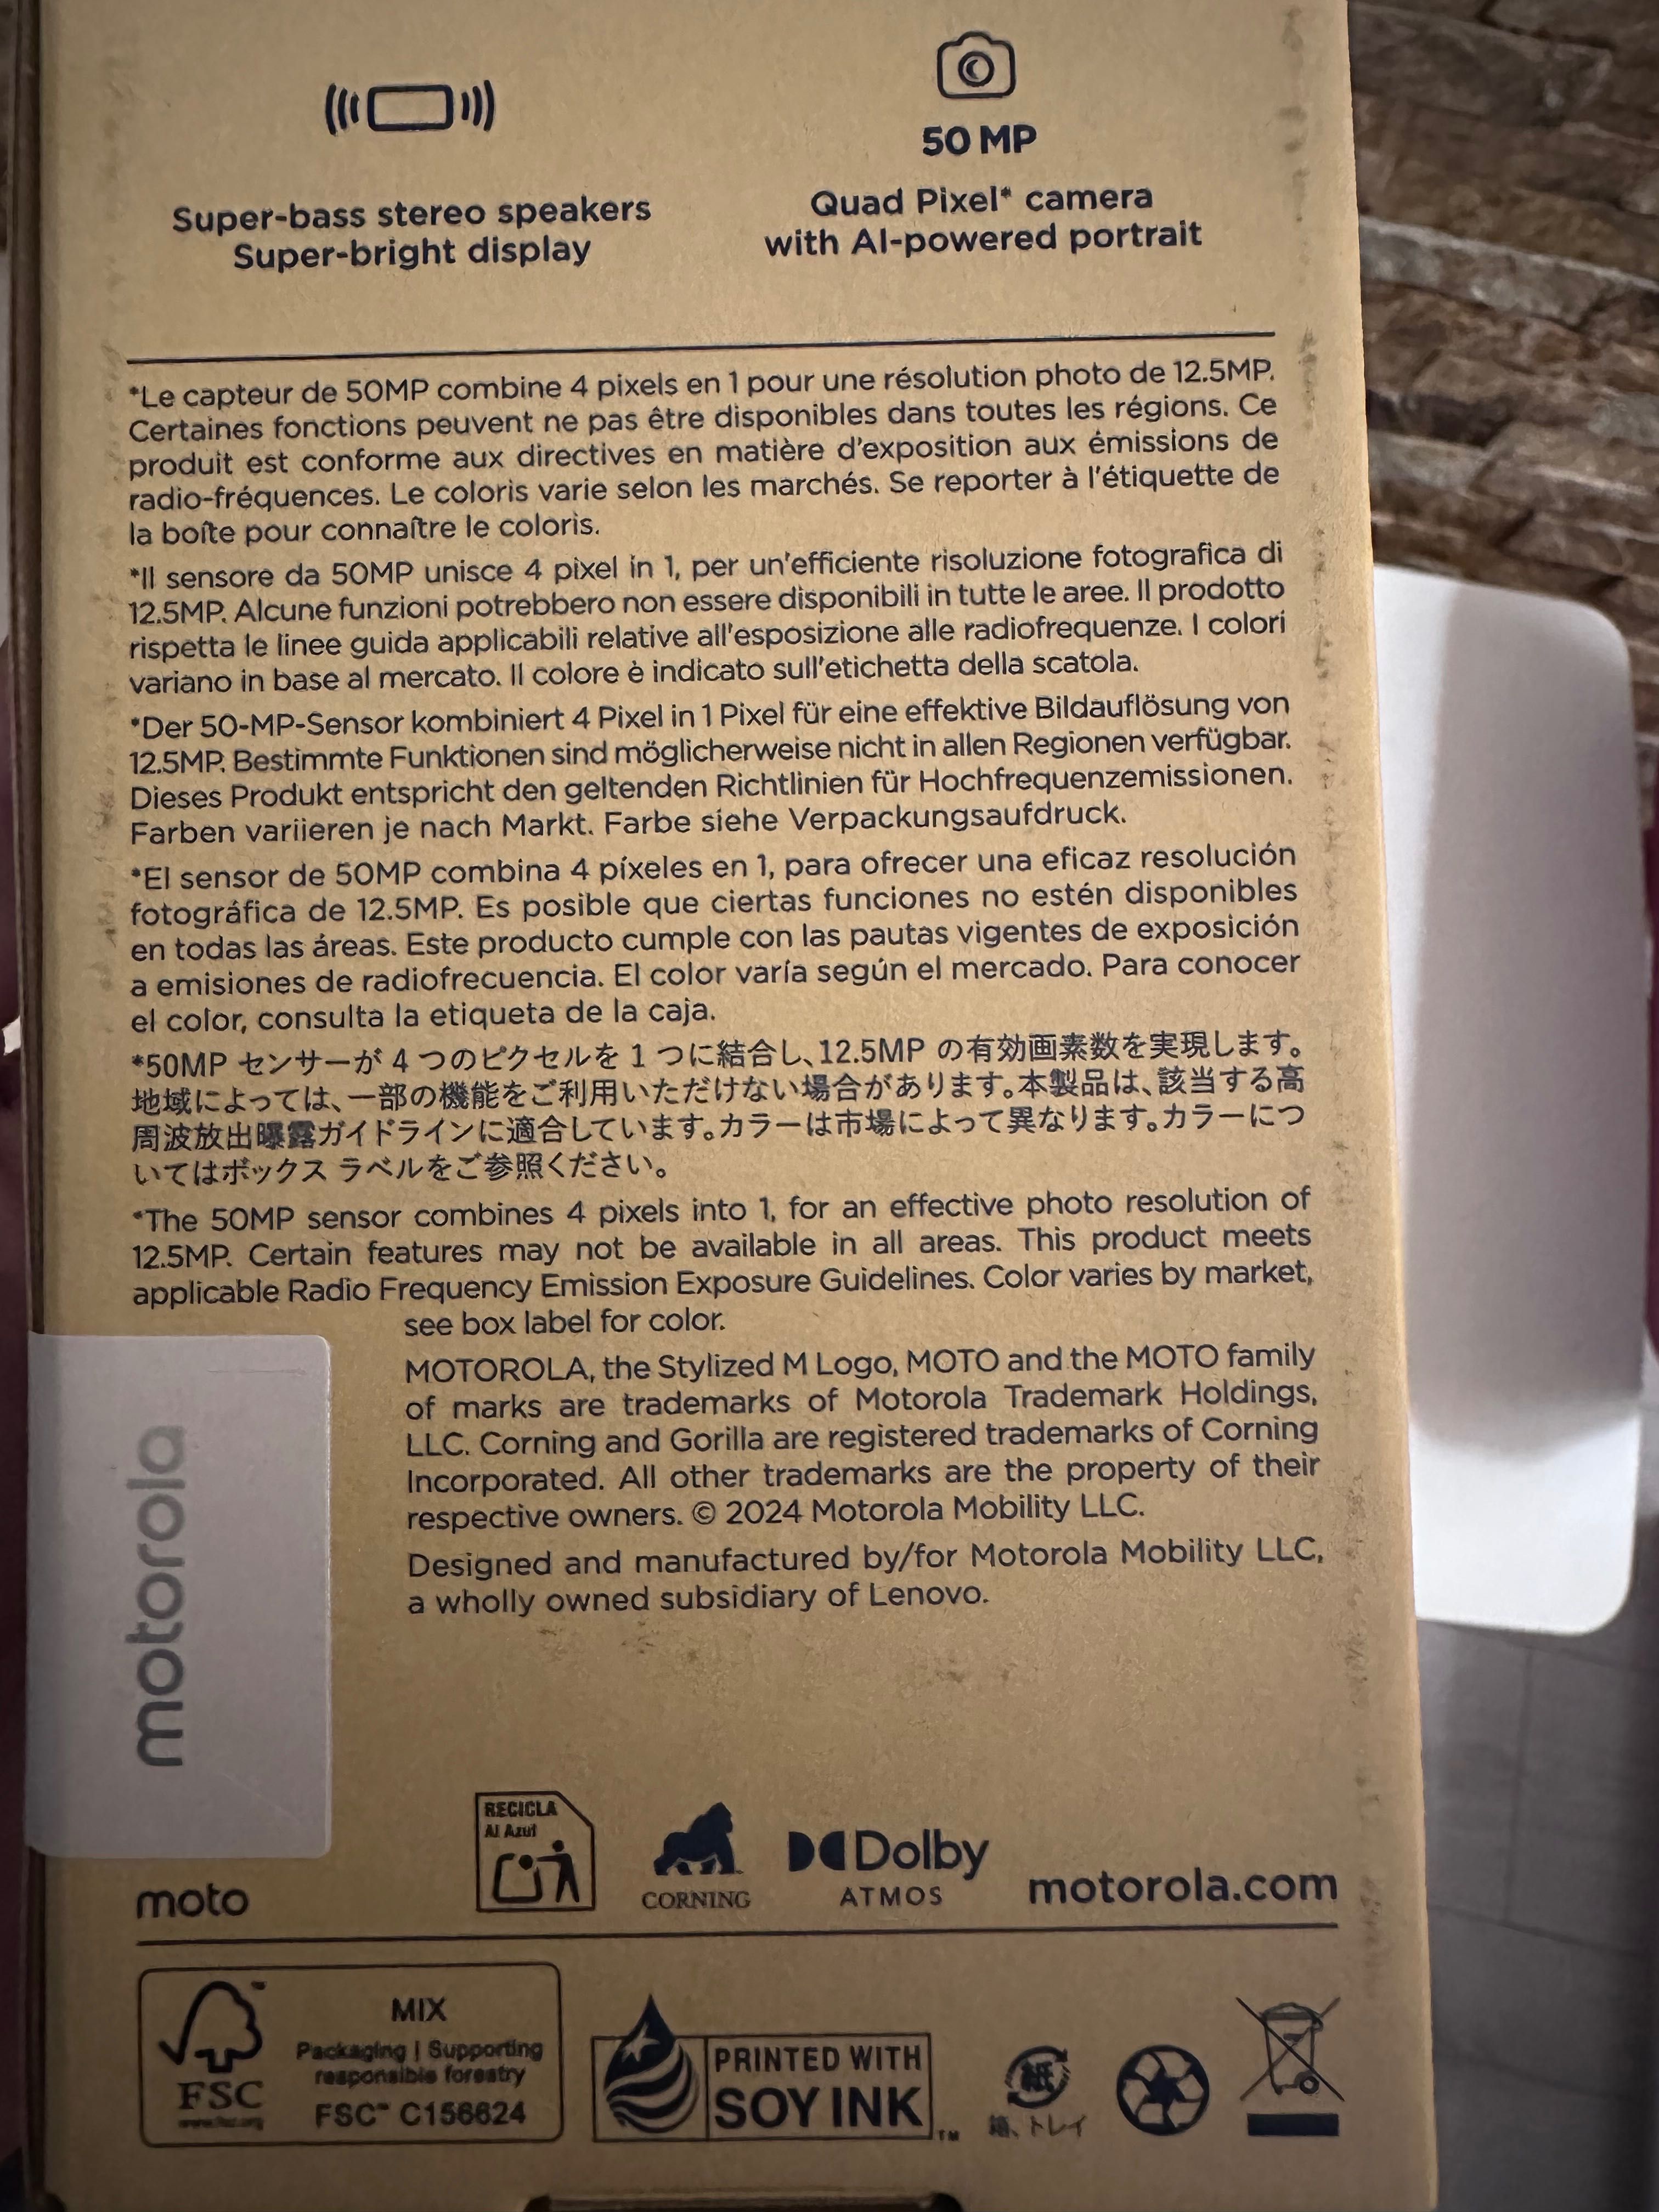 50 MP
Super-bass stereo speakers
Super-bright display
Quad Pixel* camera
with AI-powered portrait
*Le capteur de 50MP combine 4 pixels en 1 pour une résolution photo de 12.5MP.
Certaines fonctions peuvent ne pas être disponibles dans toutes les régions. Ce
produit est conforme aux directives en matière d'exposition aux émissions de
radio-fréquences. Le coloris varie selon les marchés. Se reporter à l'étiquette de
la boîte pour connaître le coloris.
*Il sensore da 50MP unisce 4 pixel in 1, per un'efficiente risoluzione fotografica di
12.5MP. Alcune funzioni potrebbero non essere disponibili in tutte le aree. Il prodotto
rispetta le linee guida applicabili relative all'esposizione alle radiofrequenze. I colori
variano in base al mercato. Il colore è indicato sull'etichetta della scatola.
*Der 50-MP-Sensor kombiniert 4 Pixel in 1 Pixel für eine effektive Bildauflösung von
12.5MP. Bestimmte Funktionen sind möglicherweise nicht in allen Regionen verfügbar.
Dieses Produkt entspricht den geltenden Richtlinien für Hochfrequenzemissionen.
Farben variieren je nach Markt. Farbe siehe Verpackungsaufdruck.
*El sensor de 50MP combina 4 píxeles en 1, para ofrecer una eficaz resolución
fotográfica de 12.5MP. Es posible que ciertas funciones no estén disponibles
en todas las áreas. Este producto cumple con las pautas vigentes de exposición
a emisiones de radiofrecuencia. El color varía según el mercado. Para conocer
el color, consulta la etiqueta de la caja.
*50MP センサーが 4 つのピクセルを 1 つに結合し、12.5MP の有効画素数を実現します。
地域によっては、一部の機能をご利用いただけない場合があります。本製品は、該当する高
周波放出曝露ガイドラインに適合しています。カラーは市場によって異なります。カラーにつ
いてはボックス ラベルをご参照ください。
*The 50MP sensor combines 4 pixels into 1, for an effective photo resolution of
12.5MP. Certain features may not be available in all areas. This product meets
applicable Radio Frequency Emission Exposure Guidelines. Color varies by market,
see box label for color.
MOTOROLA, the Stylized M Logo, MOTO and the MOTO family
of marks are trademarks of Motorola Trademark Holdings,
LLC. Corning and Gorilla are registered trademarks of Corning
Incorporated. All other trademarks are the property of their
respective owners. © 2024 Motorola Mobility LLC.
Designed and manufactured by/for Motorola Mobility LLC,
a wholly owned subsidiary of Lenovo.
motorola
RECICLA
Al Azul
CORNING
Dolby
ATMOS
motorola.com
moto
FSC
www.fsc.org
MIX
Packaging | Supporting
responsible forestry
FSC™ C156624
PRINTED WITH
SOY INK™
紙
箱、トレイ